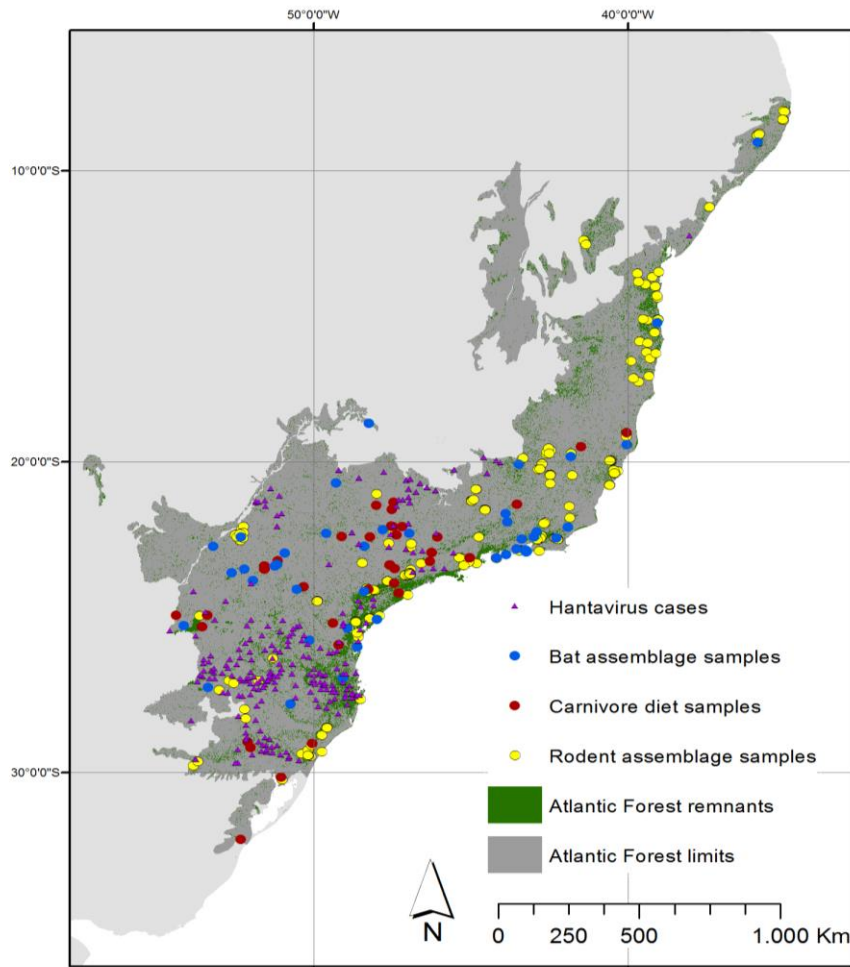 50°0'0"W 40°0'0"W
10°0'0"S
20°0'0"S
30°0'0"S
Hantavirus cases
Bat assemblage samples
Carnivore diet samples
Rodent assemblage samples
Atlantic Forest remnants
Atlantic Forest limits
N
0 250 500 1.000 Km